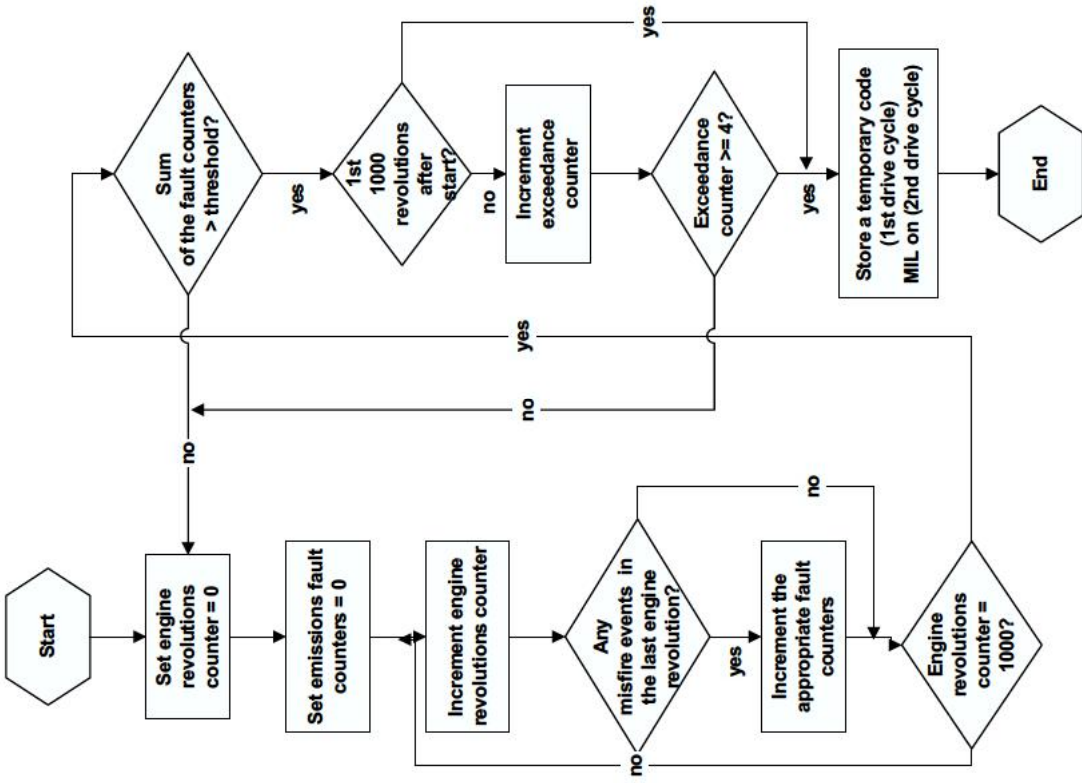 Start
Set engine
revolutions
counter = 0
Set emissions fault
counters = 0
Increment engine
revolutions counter
Any
misfire events in
the last engine
revolution?
yes
no
Increment the
appropriate fault
counters
Engine
revolutions
counter =
1000?
no
yes
Sum
of the fault counters
> threshold?
no
yes
1st
1000
revolutions
after
start?
yes
no
Increment
exceedance
counter
Exceedance
counter >= 4?
no
yes
Store a temporary code
(1st drive cycle)
MIL on (2nd drive cycle)
End